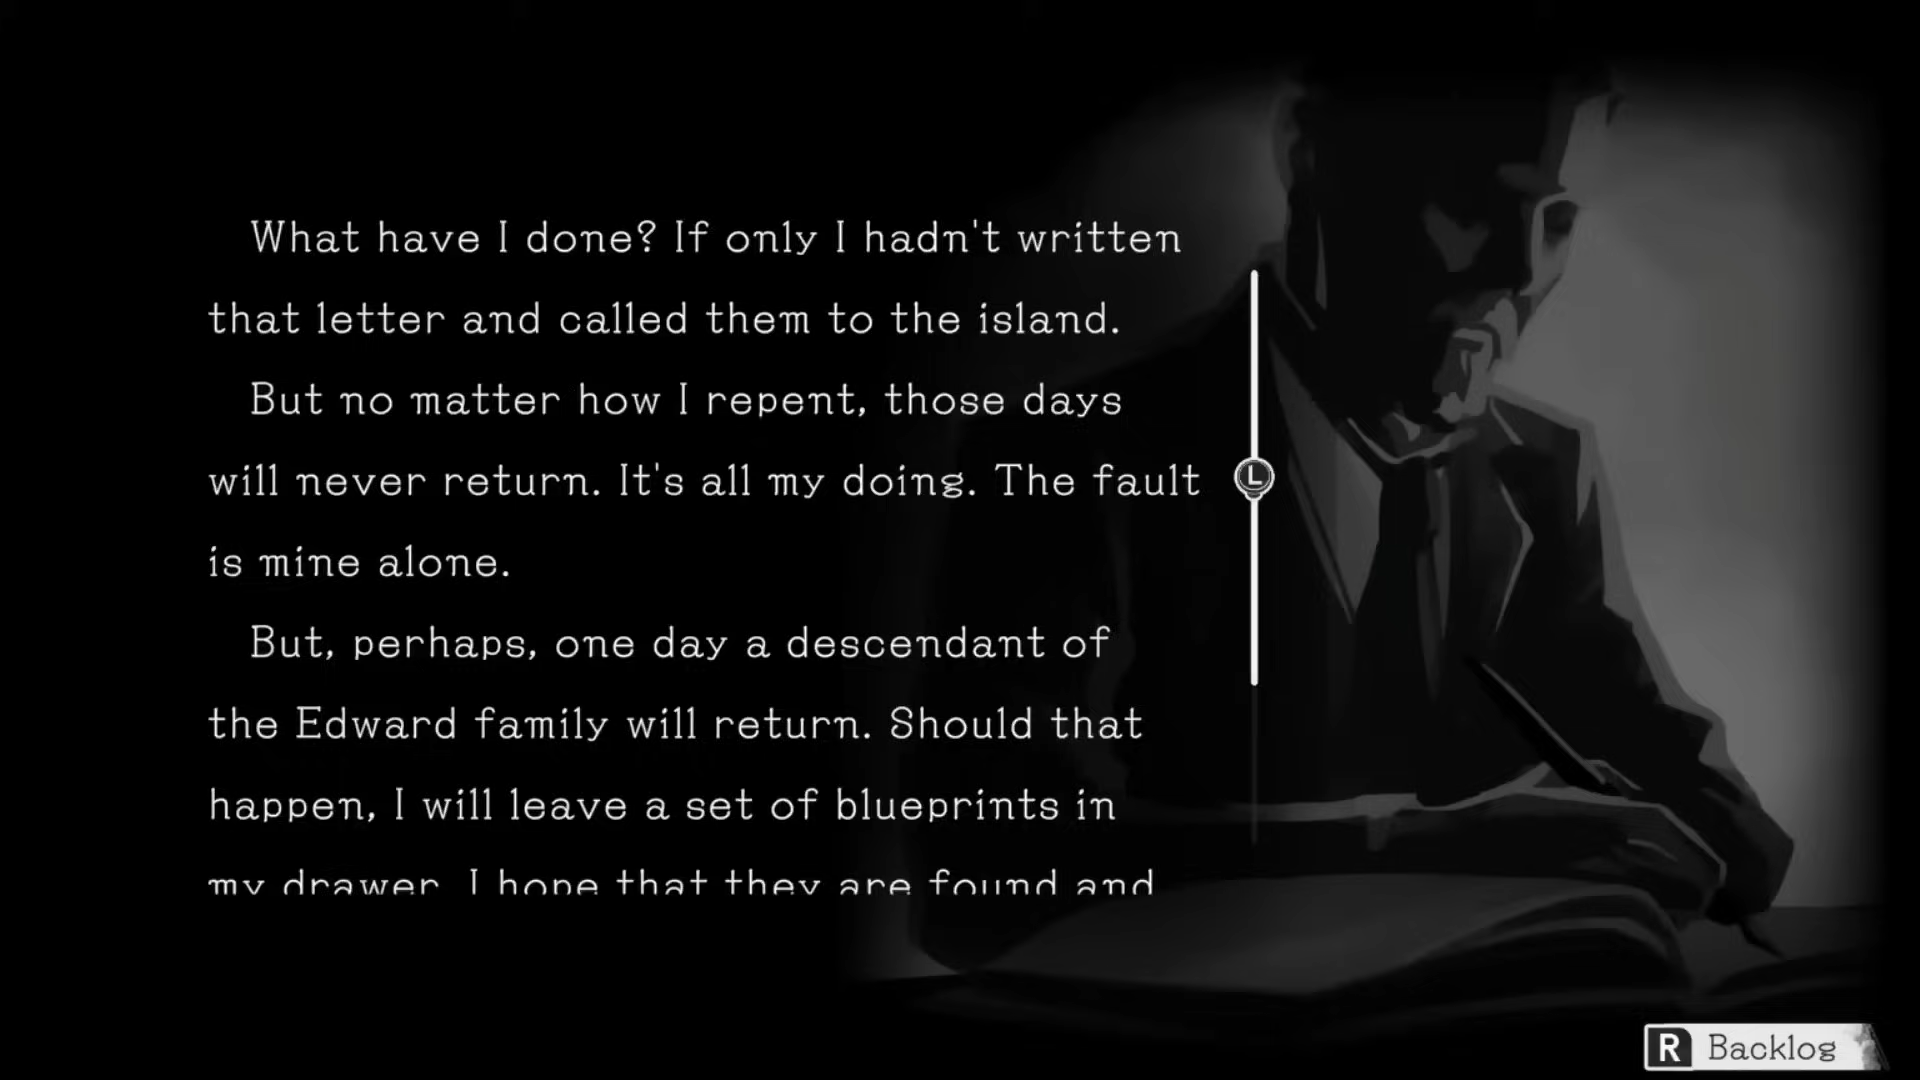 What have I done? If only I hadn't written
that letter and called them to the island.
But no matter how I repent, those days
will never return. It's all my doing. The fault
is mine alone.
But, perhaps, one day a descendant of
the Edward family will return. Should that
happen, I will leave a set of blueprints in
my drawer. I hope that they are found and
L
R Backlog